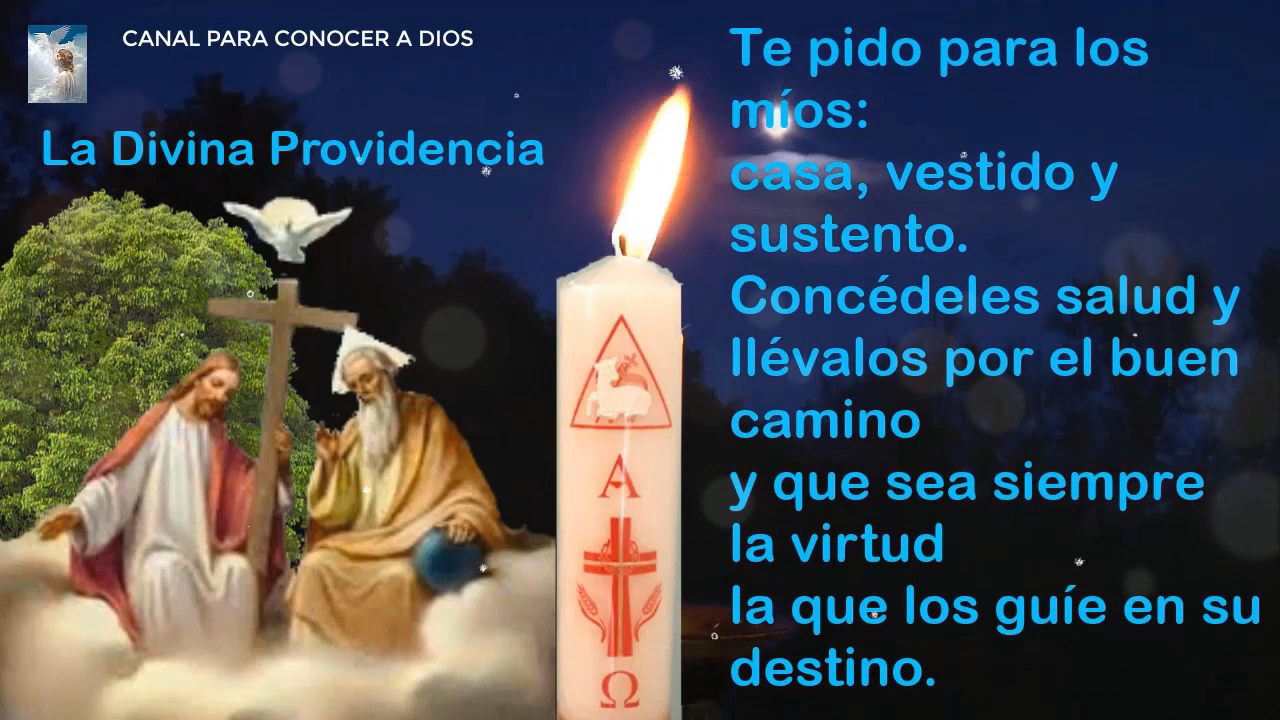 CANAL PARA CONOCER A DIOS
La Divina Providencia
Te pido para los
míos:
casa, vestido y
sustento.
Concédeles salud y
llévalos por el buen
camino
y que sea siempre
la virtud
la que los guíe en su
destino.
Α
Ω